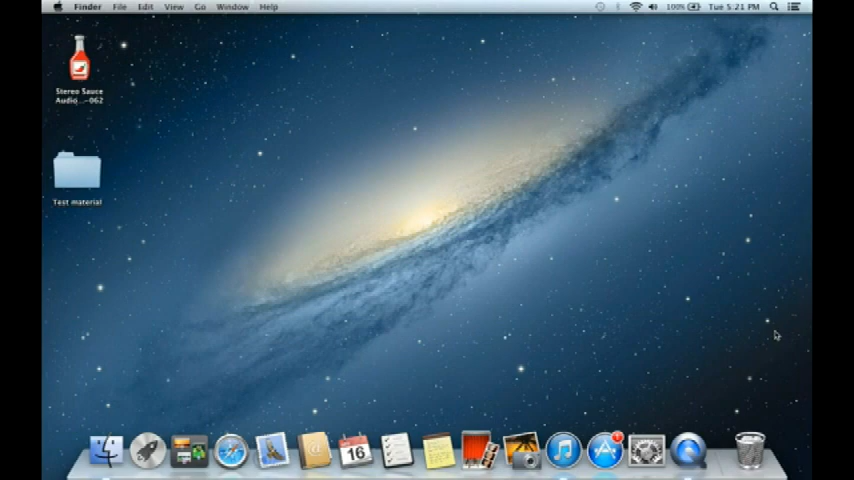 Finder File Edit View Go Window Help
100% Tue 5:21 PM
Stereo Sauce
Audio...-062
Test material
16